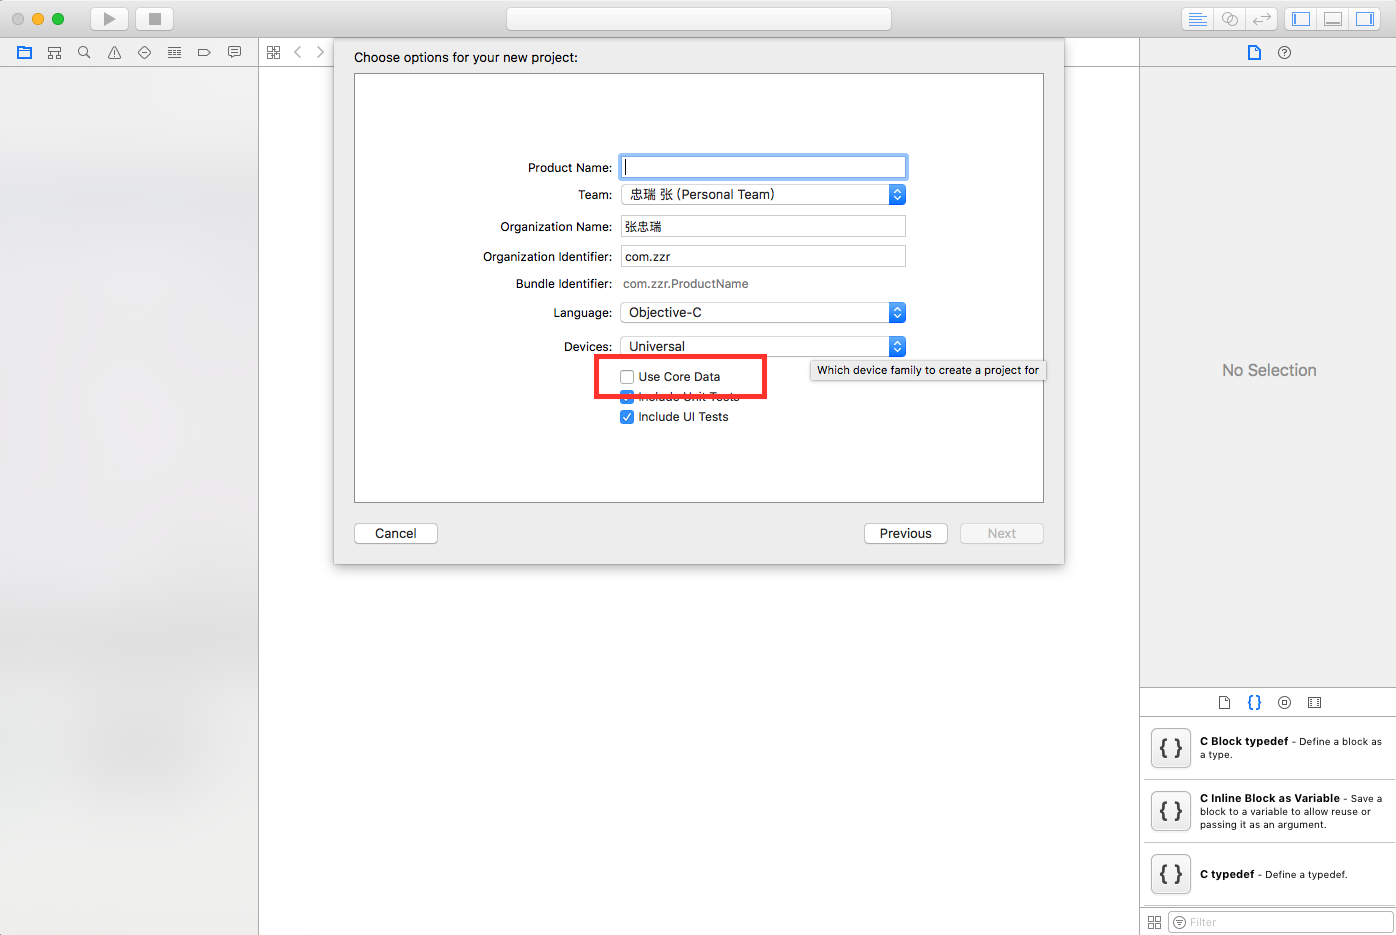 Choose options for your new project:
Product Name:
Team: 忠瑞 张 (Personal Team)
Organization Name: 张忠瑞
Organization Identifier: com.zzr
Bundle Identifier: com.zzr.ProductName
Language: Objective-C
Devices: Universal
Which device family to create a project for
Use Core Data
Include Unit Tests
Include UI Tests
Cancel
Previous
Next
No Selection
C Block typedef - Define a block as
a type.
C Inline Block as Variable - Save a
block to a variable to allow reuse or
passing it as an argument.
C typedef - Define a typedef.
Filter